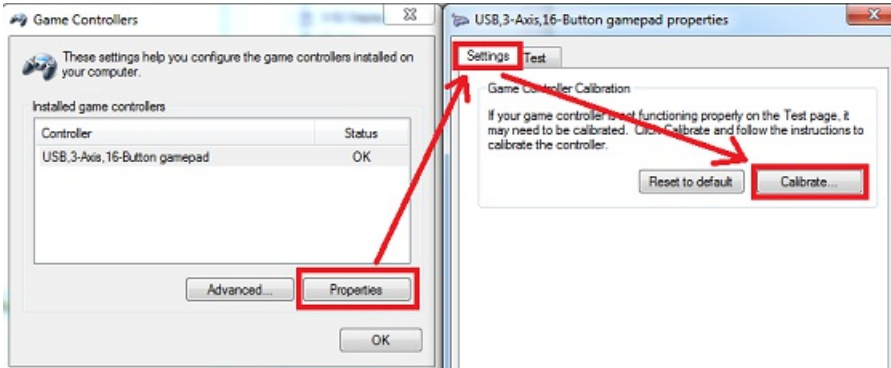 Game Controllers
These settings help you configure the game controllers installed on
your computer.
Installed game controllers
Controller Status
USB,3-Axis,16-Button gamepad OK
Advanced... Properties
OK
USB,3-Axis,16-Button gamepad properties
Settings Test
Game Controller Calibration
If your game controller is not functioning properly on the Test page, it
may need to be calibrated. Click Calibrate and follow the instructions to
calibrate the controller.
Reset to default Calibrate...